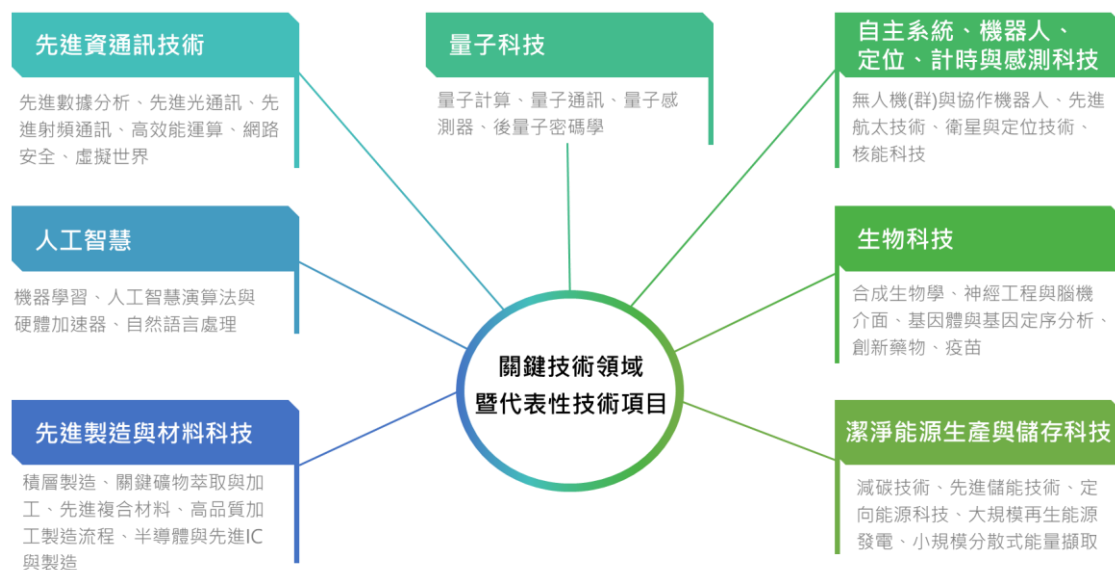 先進資通訊技術
先進數據分析、先進光通訊、先
進射頻通訊、高效能運算、網路
安全、虛擬世界
量子科技
量子計算、量子通訊、量子感
測器、後量子密碼學
自主系統、機器人、
定位、計時與感測科技
無人機(群)與協作機器人、先進
航太技術、衛星與定位技術、
核能科技
人工智慧
機器學習、人工智慧演算法與
硬體加速器、自然語言處理
生物科技
合成生物學、神經工程與腦機
介面、基因體與基因定序分析、
創新藥物、疫苗
關鍵技術領域
暨代表性技術項目
先進製造與材料科技
積層製造、關鍵礦物萃取與加
工、先進複合材料、高品質加
工製造流程、半導體與先進IC
與製造
潔淨能源生產與儲存科技
減碳技術、先進儲能技術、定
向能源科技、大規模再生能源
發電、小規模分散式能量擷取